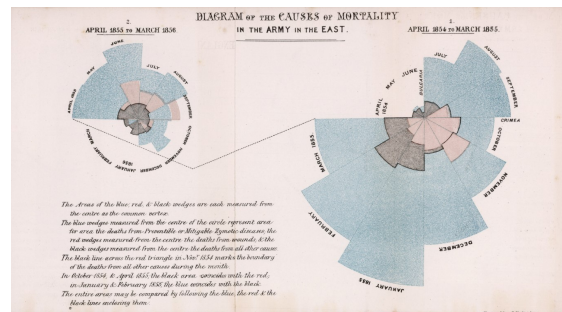 DIAGRAM OF THE CAUSES OF MORTALITY
IN THE ARMY IN THE EAST.
2.
APRIL 1855 TO MARCH 1856.
APRIL 1855
MAY
JUNE
JULY
AUGUST
SEPTEMBER
OCTOBER
NOVEMBER
DECEMBER
1856
JANUARY
FEBRUARY
MARCH
1.
APRIL 1854 TO MARCH 1855.
APRIL
1854
MAY
JUNE
JULY
AUGUST
SEPTEMBER
OCTOBER
NOVEMBER
DECEMBER
JANUARY 1855
FEBRUARY
MARCH 1855.
BULGARIA
CRIMEA
The Areas of the blue, red, & black wedges are each measured from
the centre as the common vertex.
The blue wedges measured from the centre of the circle represent area
for area the deaths from Preventible or Mitigable Zymotic diseases, the
red wedges measured from the centre the deaths from wounds, & the
black wedges measured from the centre the deaths from all other causes.
The black line across the red triangle in Nov.r 1854 marks the boundary
of the deaths from all other causes during the month.
In October 1854, & April 1855, the black area coincides with the red,
in January & February 1856, the blue coincides with the black.
The entire areas may be compared by following the blue, the red & the
black lines enclosing them.